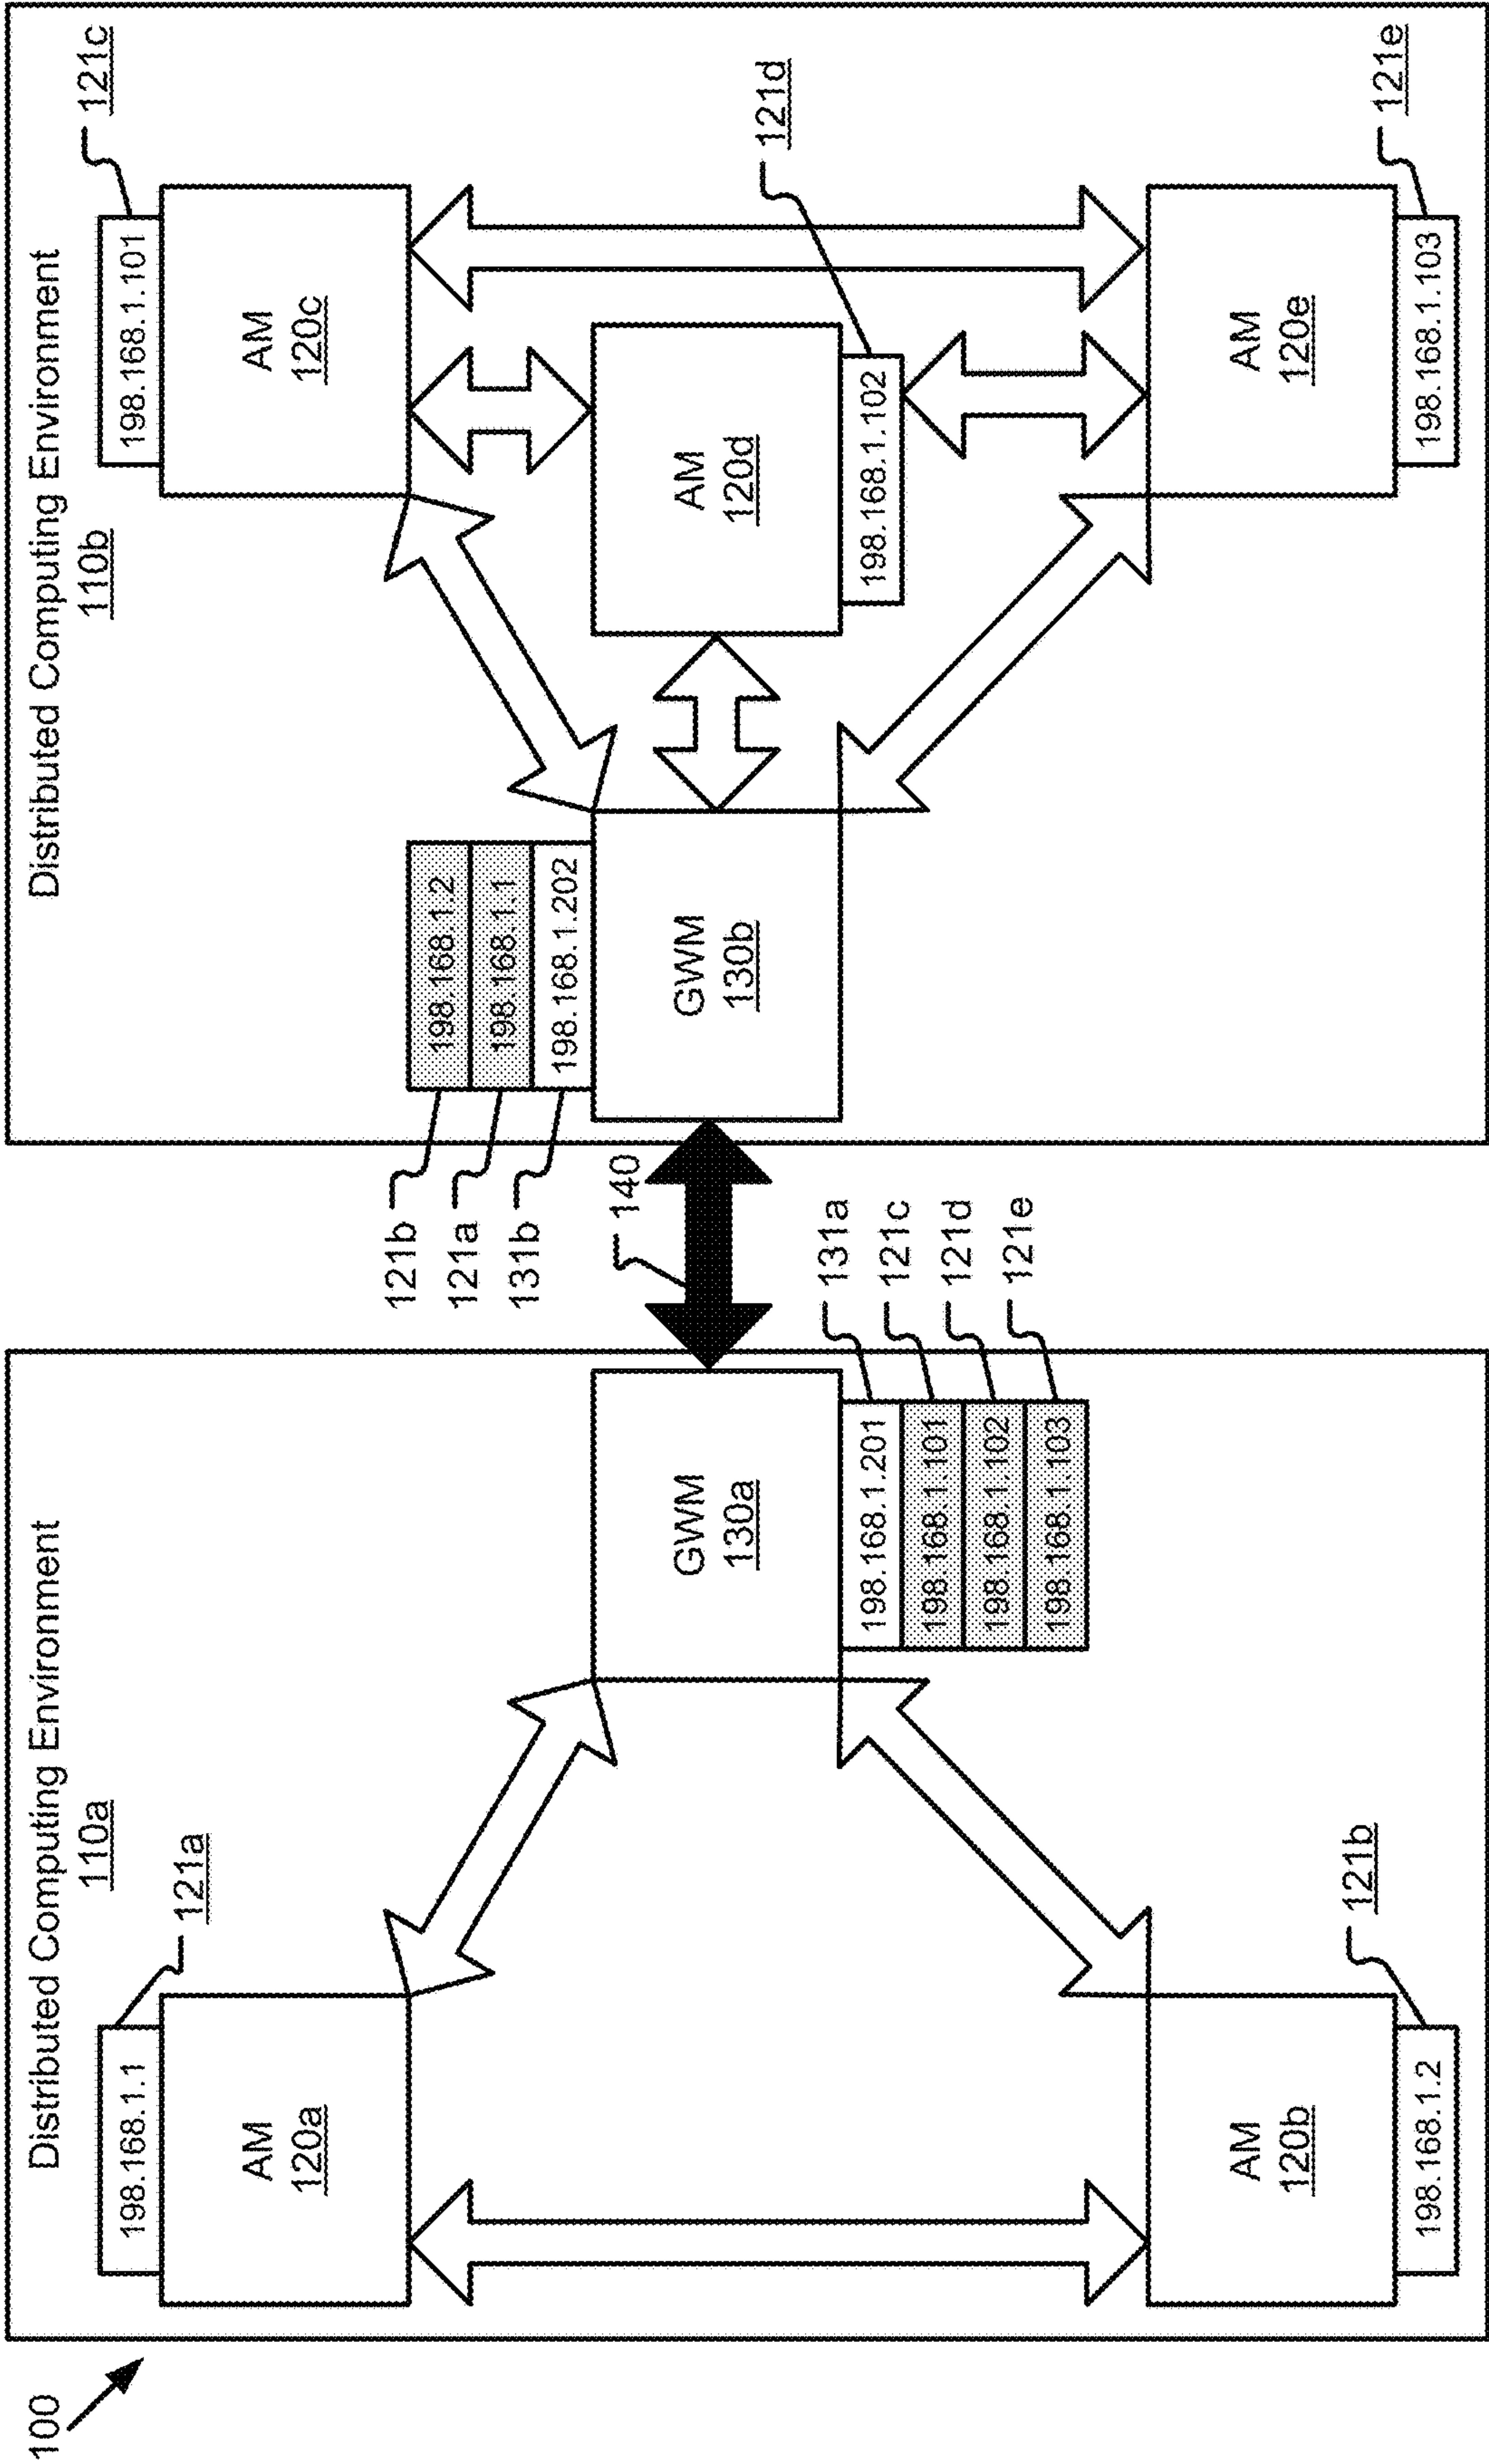 100
Distributed Computing Environment
110a
198.168.1.1
121a
AM
120a
AM
120b
198.168.1.2
121b
GWM
130a
198.168.1.201
198.168.1.101
198.168.1.102
198.168.1.103
131a
121c
121d
121e
140
Distributed Computing Environment
110b
121b
121a
131b
198.168.1.2
198.168.1.1
198.168.1.202
GWM
130b
198.168.1.101
121c
AM
120c
AM
120d
198.168.1.102
121d
AM
120e
198.168.1.103
121e